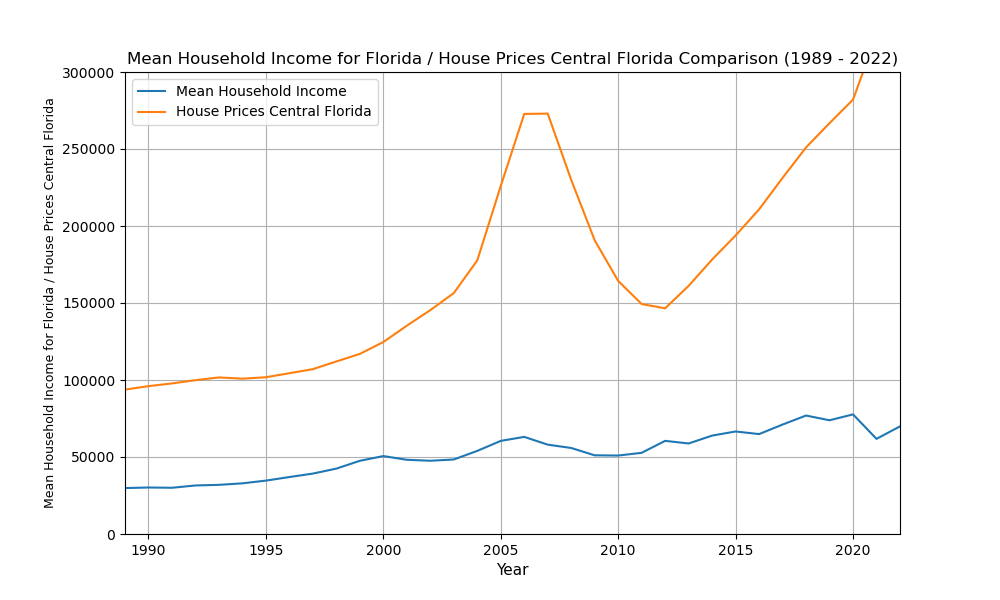 Mean Household Income for Florida / House Prices Central Florida Comparison (1989 - 2022)
Mean Household Income
House Prices Central Florida
Mean Household Income for Florida / House Prices Central Florida
300000
250000
200000
150000
100000
50000
0
1990 1995 2000 2005 2010 2015 2020
Year